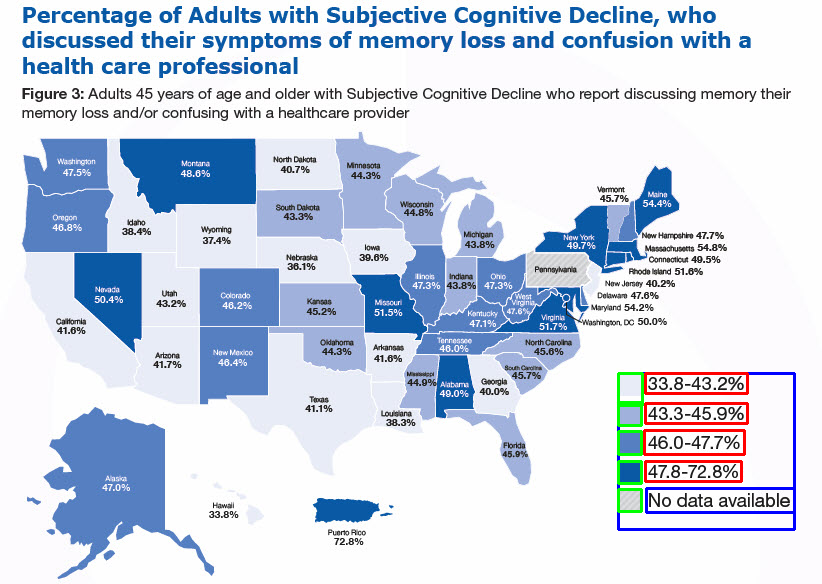 Percentage of Adults with Subjective Cognitive Decline, who
discussed their symptoms of memory loss and confusion with a
health care professional
Figure 3: Adults 45 years of age and older with Subjective Cognitive Decline who report discussing memory their
memory loss and/or confusing with a healthcare provider
Washington
47.5%
Montana
48.6%
North Dakota
40.7%
Minnesota
44.3%
Oregon
46.8%
Idaho
38.4%
Wyoming
37.4%
South Dakota
43.3%
Wisconsin
44.8%
Michigan
43.8%
Vermont
45.7%
Maine
54.4%
New York
49.7%
New Hampshire 47.7%
Massachusetts 54.8%
Connecticut 49.5%
Rhode Island 51.6%
New Jersey 40.2%
Delaware 47.6%
Maryland 54.2%
Washington, DC 50.0%
Pennsylvania
Nevada
50.4%
Utah
43.2%
Colorado
46.2%
Nebraska
36.1%
Iowa
39.6%
Illinois
47.3%
Indiana
43.8%
Ohio
47.3%
West
Virginia
47.6%
Virginia
51.7%
California
41.6%
Arizona
41.7%
New Mexico
46.4%
Kansas
45.2%
Missouri
51.5%
Kentucky
47.1%
Tennessee
46.0%
North Carolina
45.6%
South Carolina
45.7%
Oklahoma
44.3%
Arkansas
41.6%
Mississippi
44.9%
Alabama
49.0%
Georgia
40.0%
Texas
41.1%
Louisiana
38.3%
Florida
45.9%
Alaska
47.0%
Hawaii
33.8%
Puerto Rico
72.8%
33.8-43.2%
43.3-45.9%
46.0-47.7%
47.8-72.8%
No data available